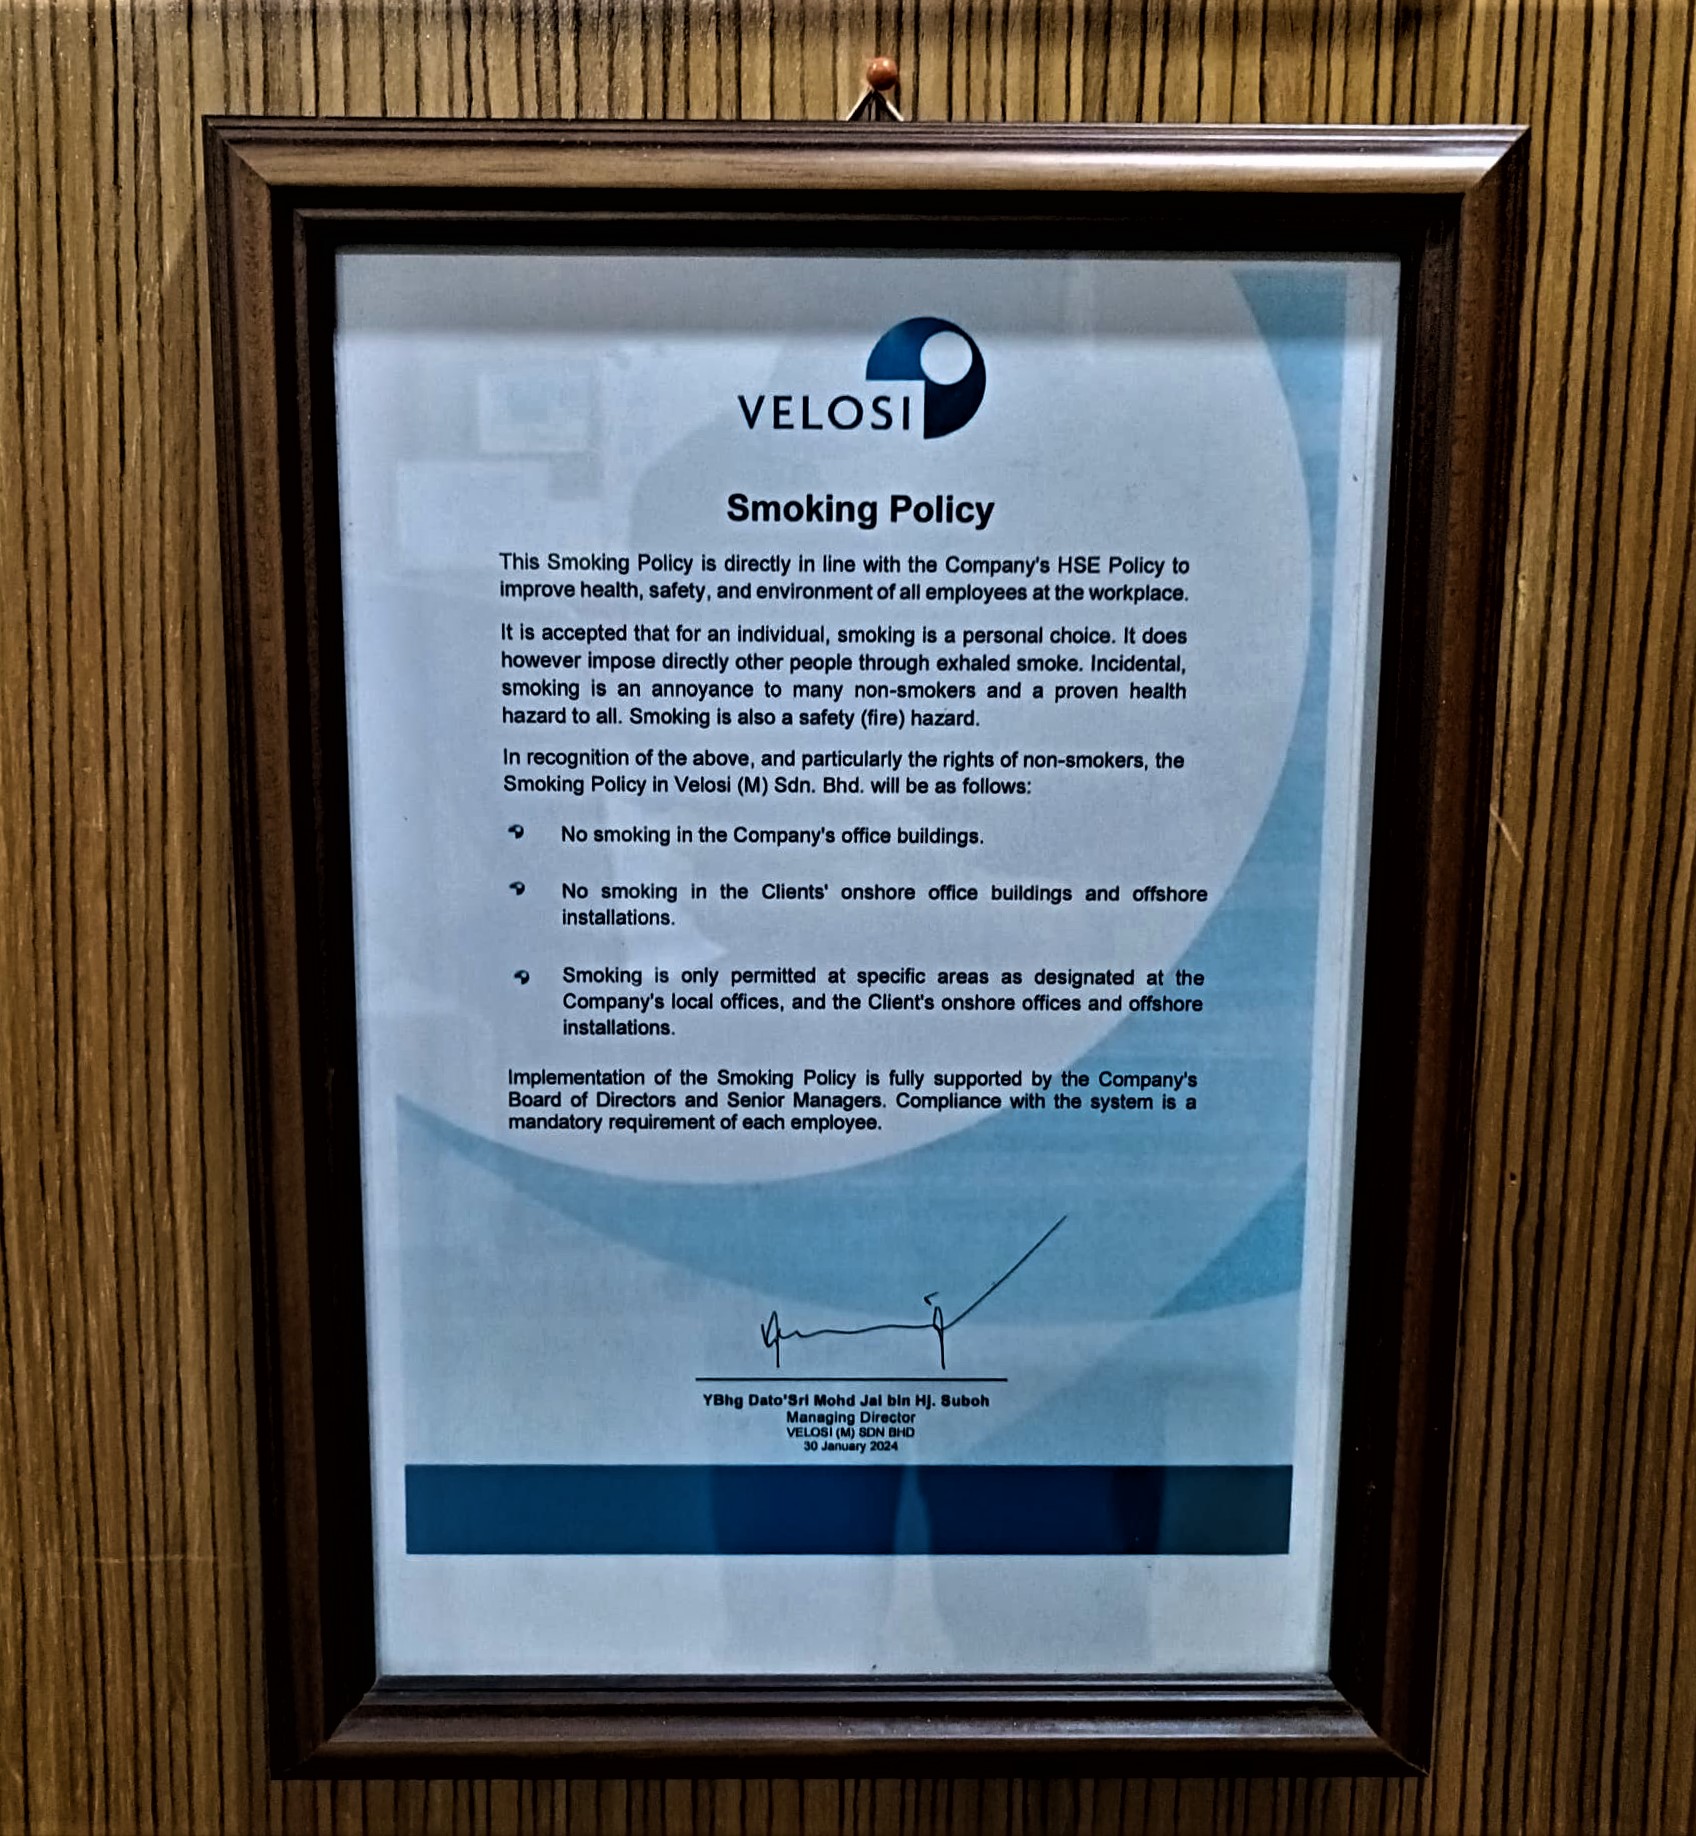 VELOSI
Smoking Policy
This Smoking Policy is directly in line with the Company's HSE Policy to
improve health, safety, and environment of all employees at the workplace.
It is accepted that for an individual, smoking is a personal choice. It does
however impose directly other people through exhaled smoke. Incidental,
smoking is an annoyance to many non-smokers and a proven health
hazard to all. Smoking is also a safety (fire) hazard.
In recognition of the above, and particularly the rights of non-smokers, the
Smoking Policy in Velosi (M) Sdn. Bhd. will be as follows:
No smoking in the Company's office buildings.
No smoking in the Clients' onshore office buildings and offshore
installations.
Smoking is only permitted at specific areas as designated at the
Company's local offices, and the Client's onshore offices and offshore
installations.
Implementation of the Smoking Policy is fully supported by the Company's
Board of Directors and Senior Managers. Compliance with the system is a
mandatory requirement of each employee.
YBhg Dato'Sri Mohd Jai bin Hj. Suboh
Managing Director
VELOSI (M) SDN BHD
30 January 2024